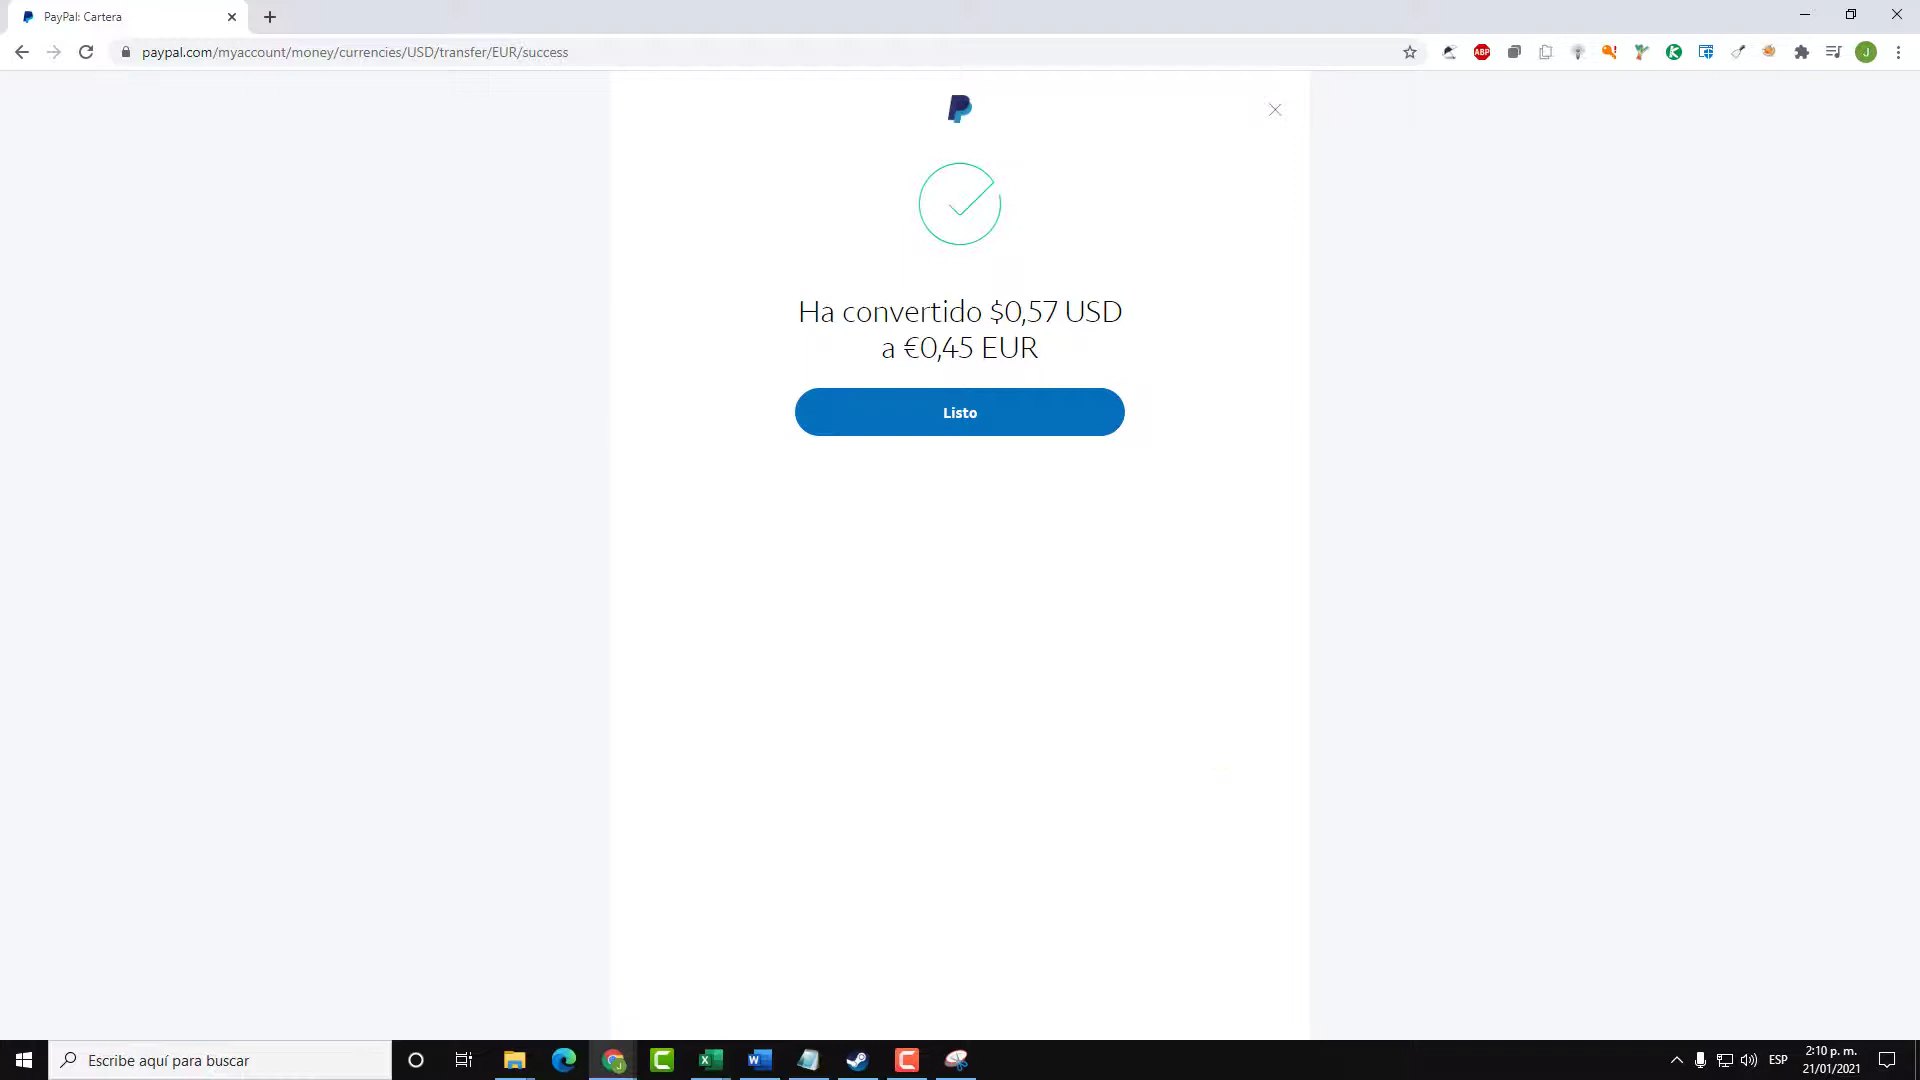 PayPal: Cartera
paypal.com/myaccount/money/currencies/USD/transfer/EUR/success
ABP
J
Ha convertido $0,57 USD
a €0,45 EUR
Listo
Escribe aquí para buscar
ESP
2:10 p. m.
21/01/2021